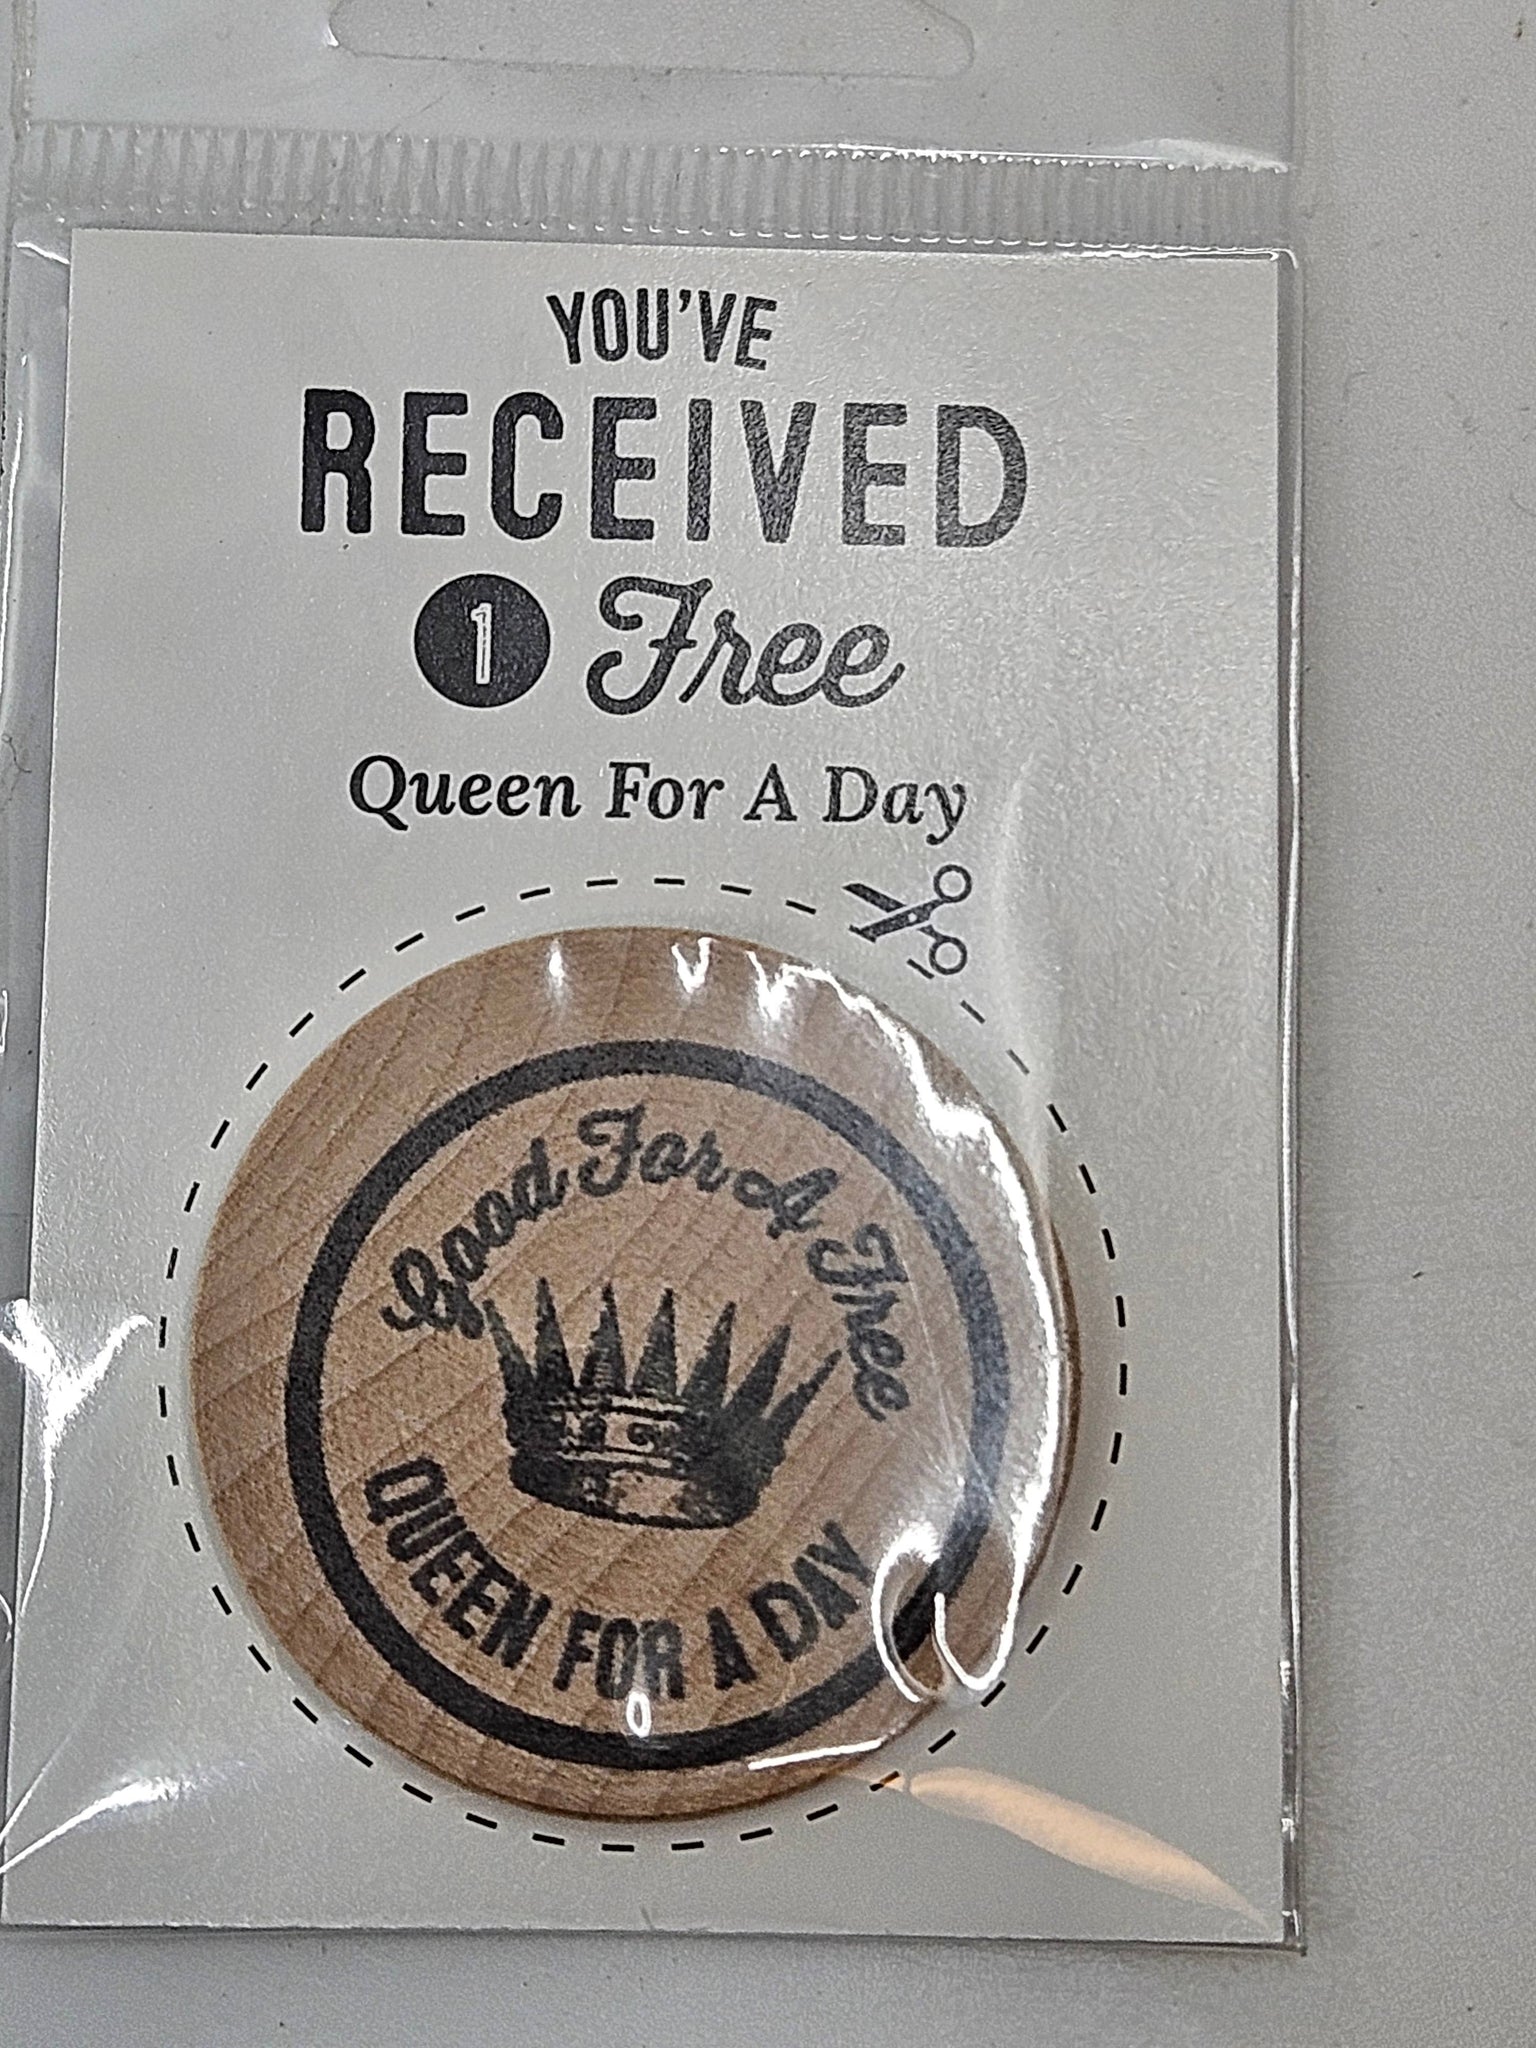 YOU'VE
RECEIVED
1 Free
Queen For A Day
Good For A Free
QUEEN FOR A DAY